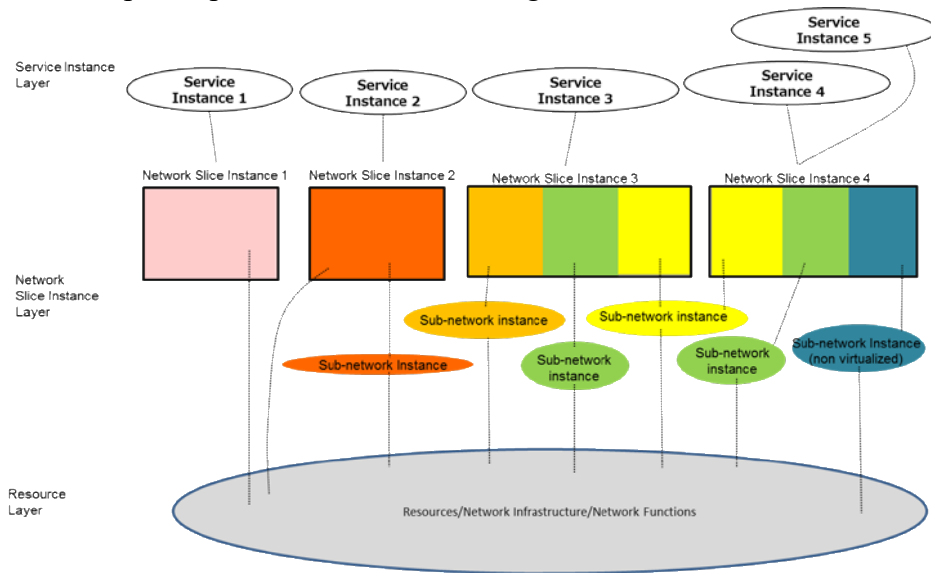 Service
Instance 5
Service Instance
Layer
Service
Instance 1
Service
Instance 2
Service
Instance 3
Service
Instance 4
Network Slice Instance 1
Network Slice Instance 2
Network Slice Instance 3
Network Slice Instance 4
Network
Slice Instance
Layer
Sub-network instance
Sub-network instance
Sub-network Instance
Sub-network
instance
Sub-network
instance
Sub-network Instance
(non virtualized)
Resource
Layer
Resources/Network Infrastructure/Network Functions